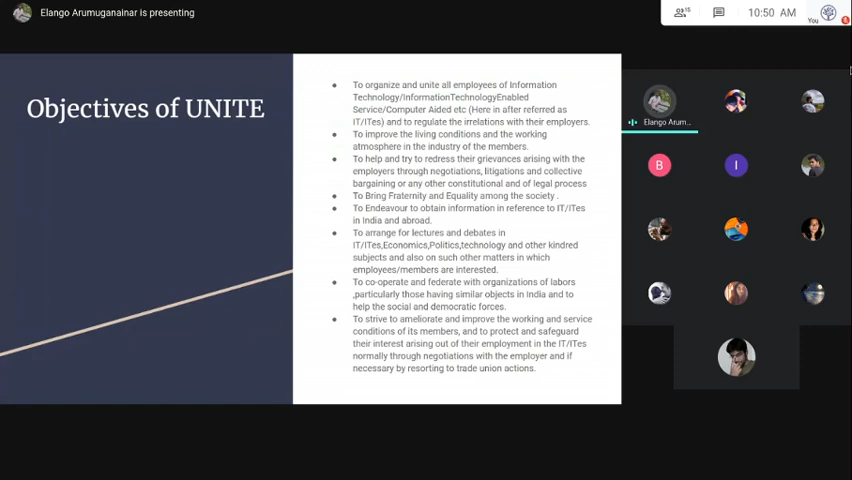 Elango Arumuganainar is presenting
15
10:50 AM
You
Objectives of UNITE
● To organize and unite all employees of Information
Technology/InformationTechnologyEnabled
Service/Computer Aided etc (Here in after referred as
IT/ITes) and to regulate the irrelations with their employers.
● To improve the living conditions and the working
atmosphere in the industry of the members.
● To help and try to redress their grievances arising with the
employers through negotiations, litigations and collective
bargaining or any other constitutional and of legal process
● To Bring Fraternity and Equality among the society .
● To Endeavour to obtain information in reference to IT/ITes
in India and abroad.
● To arrange for lectures and debates in
IT/ITes,Economics,Politics,technology and other kindred
subjects and also on such other matters in which
employees/members are interested.
● To co-operate and federate with organizations of labors
,particularly those having similar objects in India and to
help the social and democratic forces.
● To strive to ameliorate and improve the working and service
conditions of its members, and to protect and safeguard
their interest arising out of their employment in the IT/ITes
normally through negotiations with the employer and if
necessary by resorting to trade union actions.
Elango Arum...
B
I